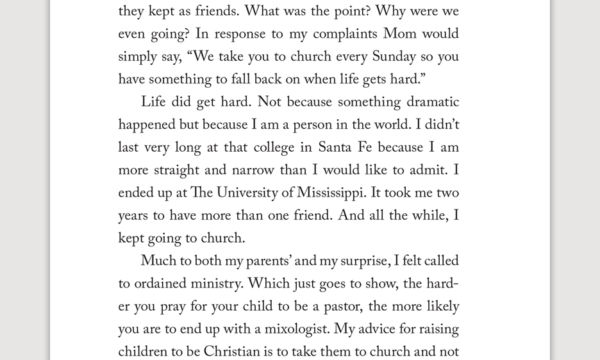 they kept as friends. What was the point? Why were we
even going? In response to my complaints Mom would
simply say, “We take you to church every Sunday so you
have something to fall back on when life gets hard.”
Life did get hard. Not because something dramatic
happened but because I am a person in the world. I didn’t
last very long at that college in Santa Fe because I am
more straight and narrow than I would like to admit. I
ended up at The University of Mississippi. It took me two
years to have more than one friend. And all the while, I
kept going to church.
Much to both my parents’ and my surprise, I felt called
to ordained ministry. Which just goes to show, the hard-
er you pray for your child to be a pastor, the more likely
you are to end up with a mixologist. My advice for raising
children to be Christian is to take them to church and not